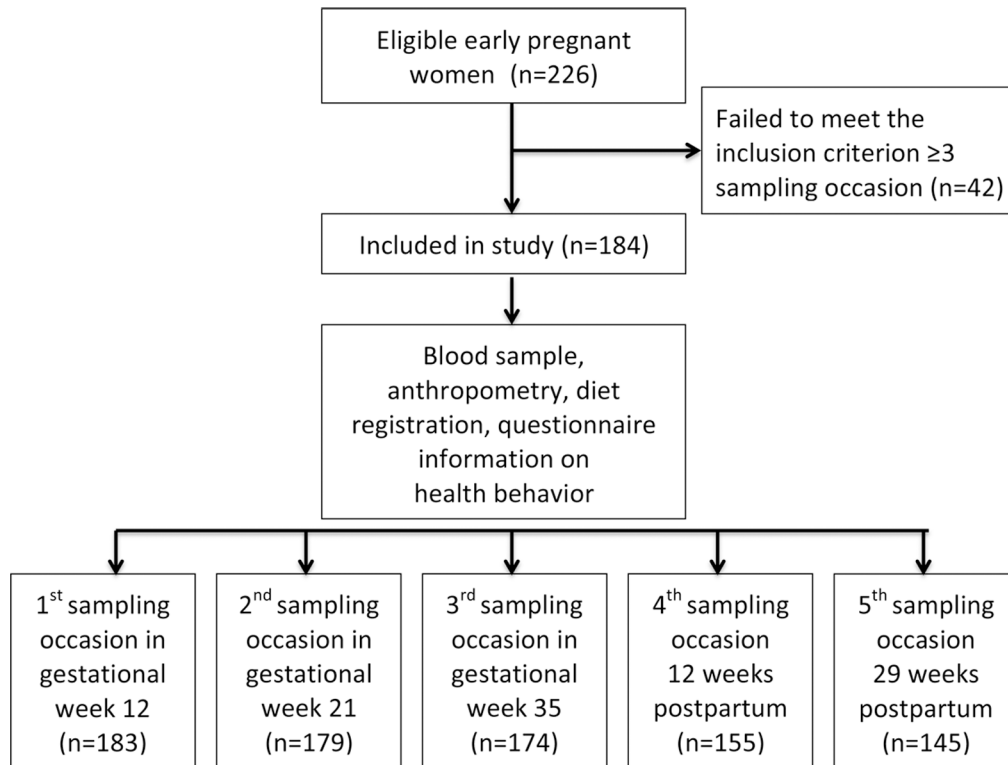 Eligible early pregnant
women (n=226)
Failed to meet the
inclusion criterion ≥3
sampling occasion (n=42)
Included in study (n=184)
Blood sample,
anthropometry, diet
registration, questionnaire
information on
health behavior
1st sampling
occasion in
gestational
week 12
(n=183)
2nd sampling
occasion in
gestational
week 21
(n=179)
3rd sampling
occasion in
gestational
week 35
(n=174)
4th sampling
occasion
12 weeks
postpartum
(n=155)
5th sampling
occasion
29 weeks
postpartum
(n=145)